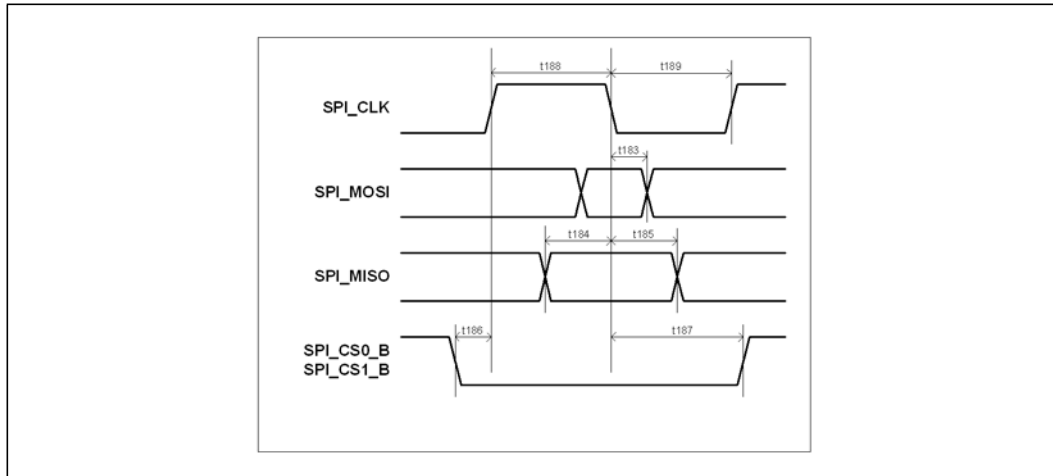 t188 t189
SPI_CLK
t183
SPI_MOSI
t184 t185
SPI_MISO
t186 t187
SPI_CS0_B
SPI_CS1_B